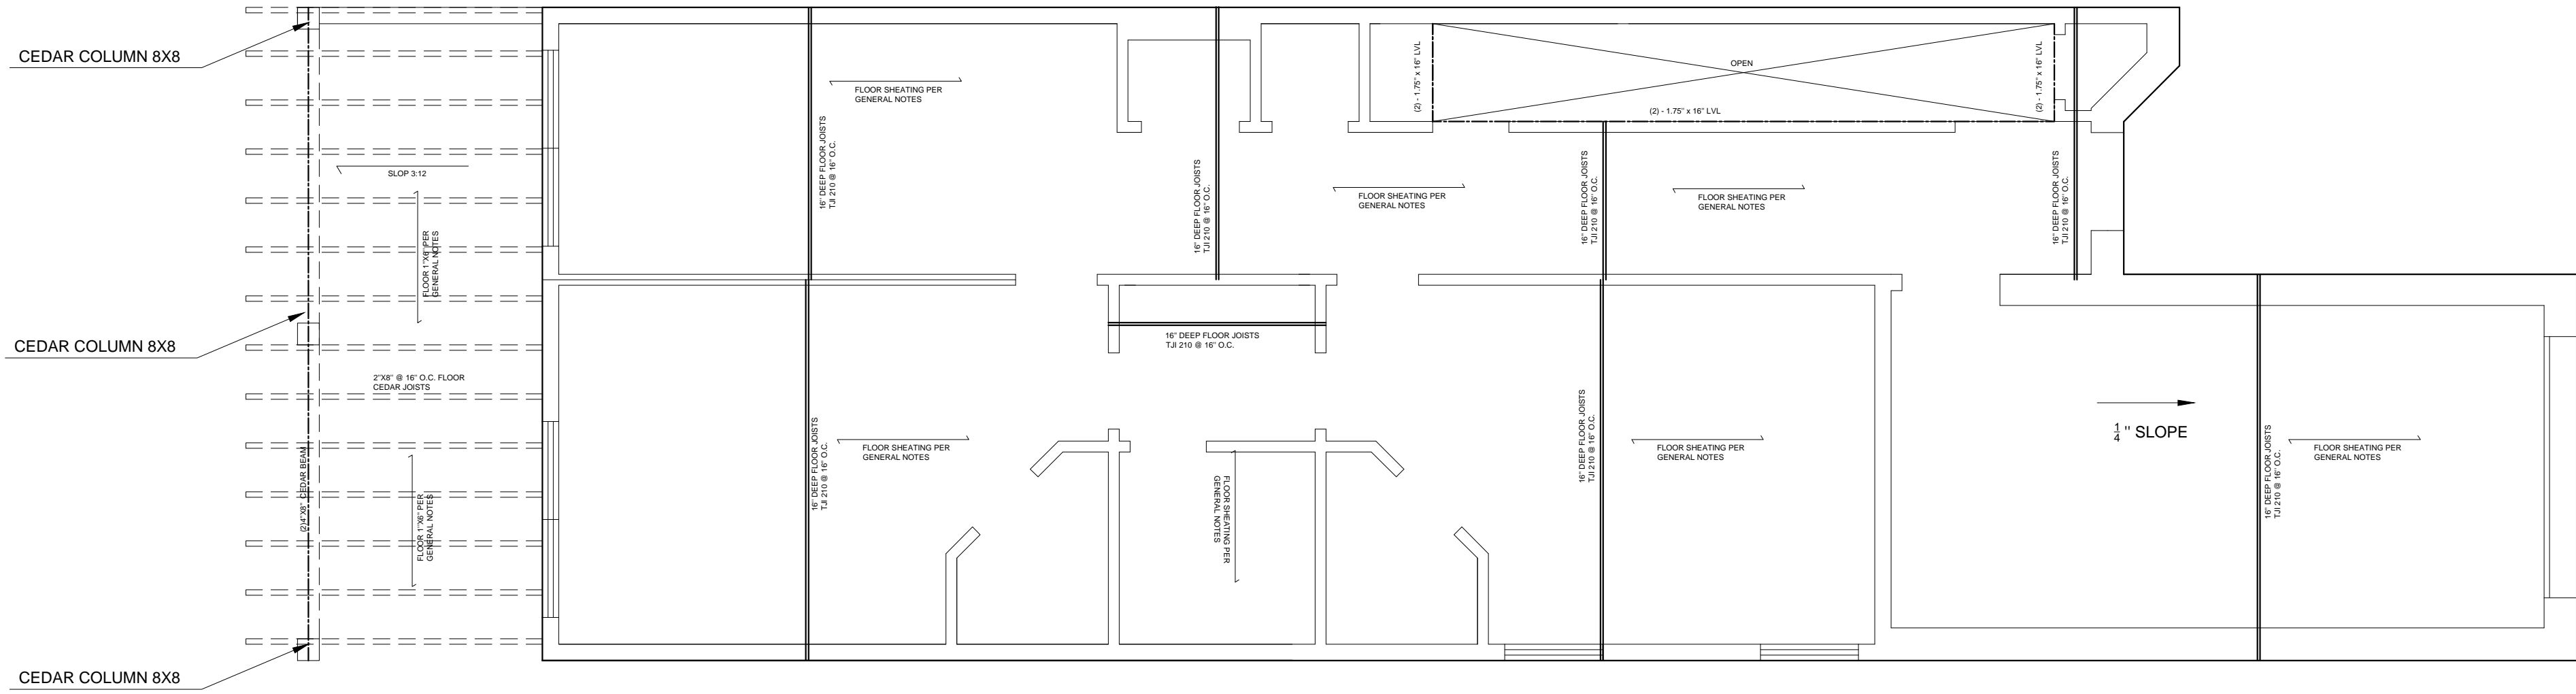 CEDAR COLUMN 8X8
CEDAR COLUMN 8X8
CEDAR COLUMN 8X8
SLOP 3:12
FLOOR 1"X6" PER
GENERAL NOTES
2"X8" @ 16" O.C. FLOOR
CEDAR JOISTS
(2)4"X8" CEDAR BEAM
FLOOR 1"X6" PER
GENERAL NOTES
FLOOR SHEATING PER
GENERAL NOTES
16" DEEP FLOOR JOISTS
TJI 210 @ 16" O.C.
16" DEEP FLOOR JOISTS
TJI 210 @ 16" O.C.
FLOOR SHEATING PER
GENERAL NOTES
16" DEEP FLOOR JOISTS
TJI 210 @ 16" O.C.
16" DEEP FLOOR JOISTS
TJI 210 @ 16" O.C.
FLOOR SHEATING PER
GENERAL NOTES
FLOOR SHEATING PER
GENERAL NOTES
(2) - 1.75" x 16" LVL
OPEN
(2) - 1.75" x 16" LVL
(2) - 1.75" x 16" LVL
16" DEEP FLOOR JOISTS
TJI 210 @ 16" O.C.
FLOOR SHEATING PER
GENERAL NOTES
16" DEEP FLOOR JOISTS
TJI 210 @ 16" O.C.
16" DEEP FLOOR JOISTS
TJI 210 @ 16" O.C.
FLOOR SHEATING PER
GENERAL NOTES
1/4 " SLOPE
16" DEEP FLOOR JOISTS
TJI 210 @ 16" O.C.
FLOOR SHEATING PER
GENERAL NOTES